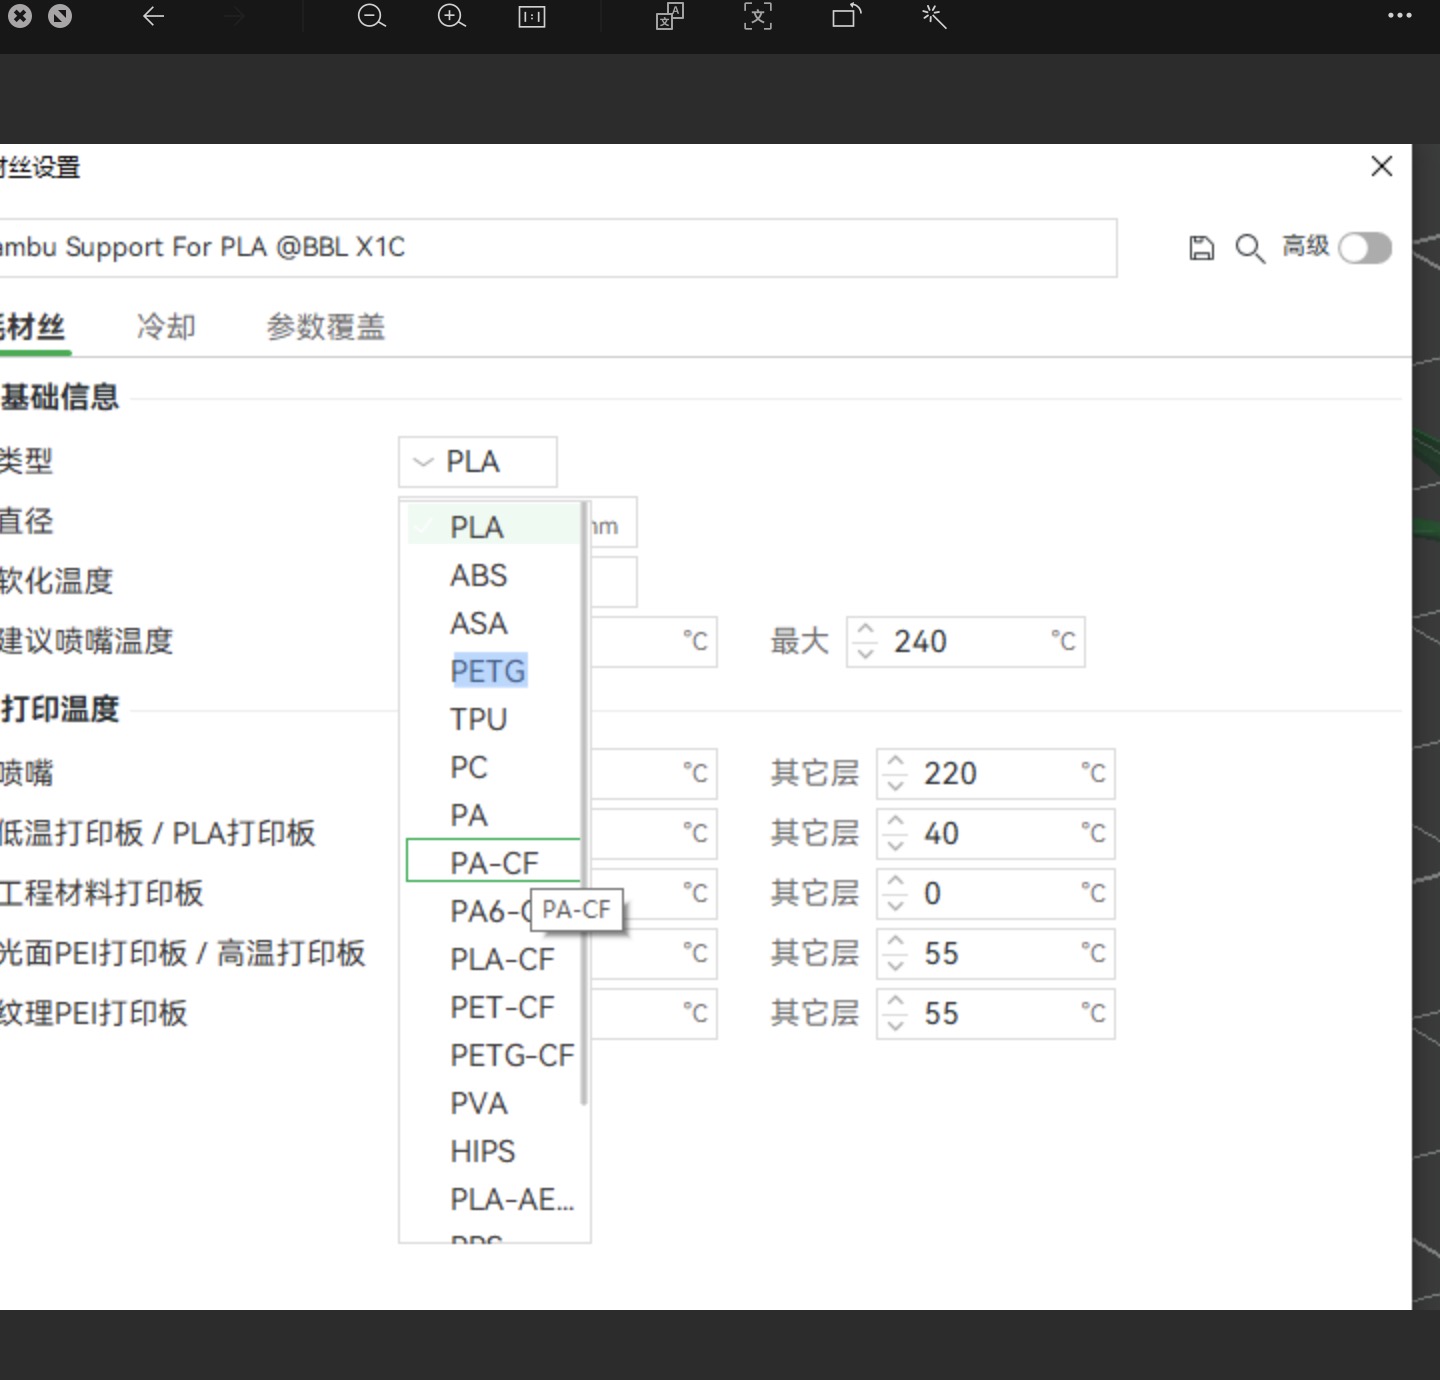 材丝设置
ambu Support For PLA @BBL X1C
高级
耗材丝 冷却 参数覆盖
基础信息
类型 PLA
直径 mm
软化温度
建议喷嘴温度 °C 最大 240 °C
打印温度
喷嘴 °C 其它层 220 °C
低温打印板 / PLA打印板 °C 其它层 40 °C
工程材料打印板 °C 其它层 0 °C
光面PEI打印板 / 高温打印板 °C 其它层 55 °C
纹理PEI打印板 °C 其它层 55 °C
PLA
ABS
ASA
PETG
TPU
PC
PA
PA-CF
PA6-C
PA-CF
PLA-CF
PET-CF
PETG-CF
PVA
HIPS
PLA-AE...
PPS